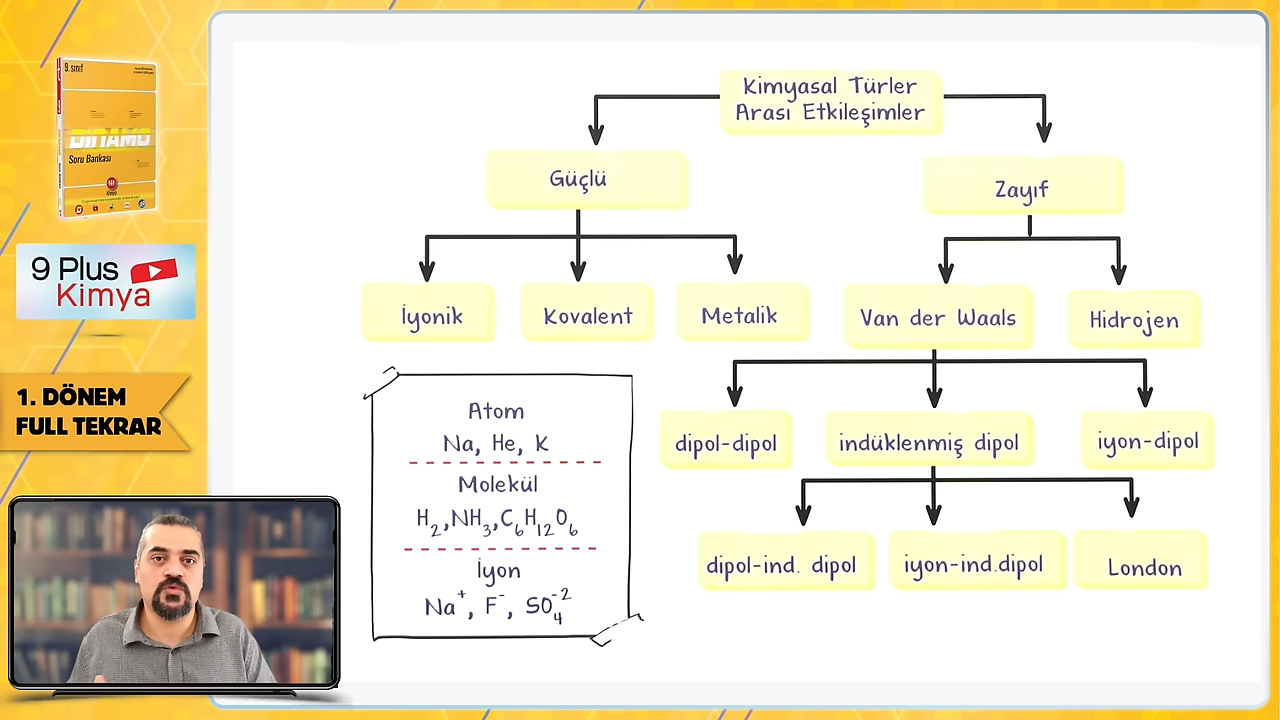 9. sınıf
DİNAMO
Soru Bankası
Kimya
9 Plus
Kimya
1. DÖNEM
FULL TEKRAR
Kimyasal Türler
Arası Etkileşimler
Güçlü
Zayıf
İyonik
Kovalent
Metalik
Van der Waals
Hidrojen
dipol-dipol
indüklenmiş dipol
iyon-dipol
dipol-ind. dipol
iyon-ind.dipol
London
Atom
Na, He, K
Molekül
H₂,NH₃,C₆H₁₂O₆
İyon
Na⁺, F⁻, SO₄⁻²